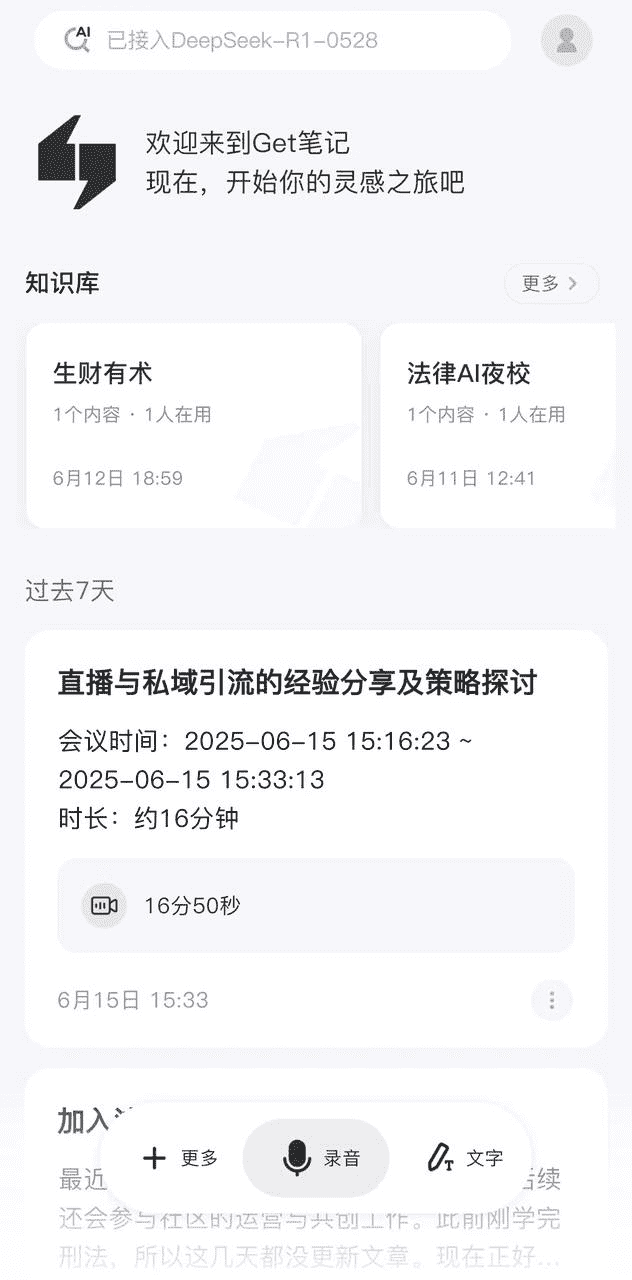 已接入DeepSeek-R1-0528
欢迎来到Get笔记
现在，开始你的灵感之旅吧
知识库
更多
生财有术
1个内容 · 1人在用
6月12日 18:59
法律AI夜校
1个内容 · 1人在用
6月11日 12:41
过去7天
直播与私域引流的经验分享及策略探讨
会议时间：2025-06-15 15:16:23 ~
2025-06-15 15:33:13
时长：约16分钟
16分50秒
6月15日 15:33
加入
更多
录音
文字
最近 后续
还会参与社区的运营与共创工作。此前刚学完
刑法，所以这几天都没更新文章。现在正好...